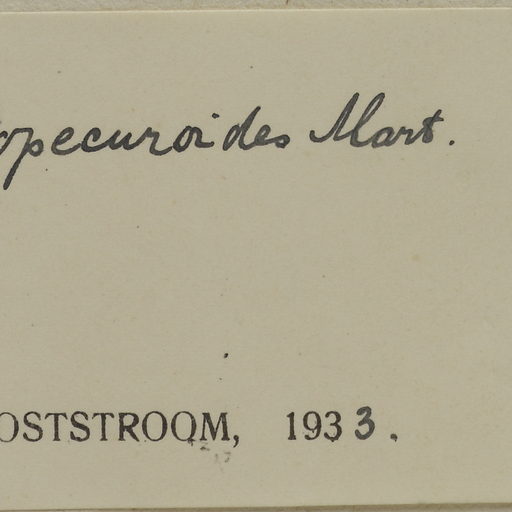 opecuroides Mart.
OSTSTROOM, 1933.